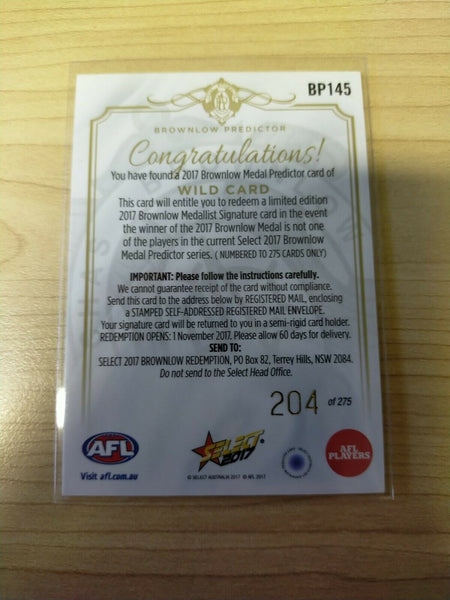 BP145
BROWNLOW PREDICTOR
Congratulations!
You have found a 2017 Brownlow Medal Predictor card of
WILD CARD
This card will entitle you to redeem a limited edition
2017 Brownlow Medallist Signature card in the event
the winner of the 2017 Brownlow Medal is not one
of the players in the current Select 2017 Brownlow
Medal Predictor series. ( NUMBERED TO 275 CARDS ONLY)
IMPORTANT: Please follow the instructions carefully.
We cannot guarantee receipt of the card without compliance.
Send this card to the address below by REGISTERED MAIL, enclosing
a STAMPED SELF-ADDRESSED REGISTERED MAIL ENVELOPE.
Your signature card will be returned to you in a semi-rigid card holder.
REDEMPTION OPENS: 1 November 2017. Please allow 60 days for delivery.
SEND TO:
SELECT 2017 BROWNLOW REDEMPTION, PO Box 82, Terrey Hills, NSW 2084.
Do not send to the Select Head Office.
204 of 275
AFL
Visit afl.com.au
SELECT
2017
© SELECT AUSTRALIA 2017 © AFL 2017
AFL
PLAYERS